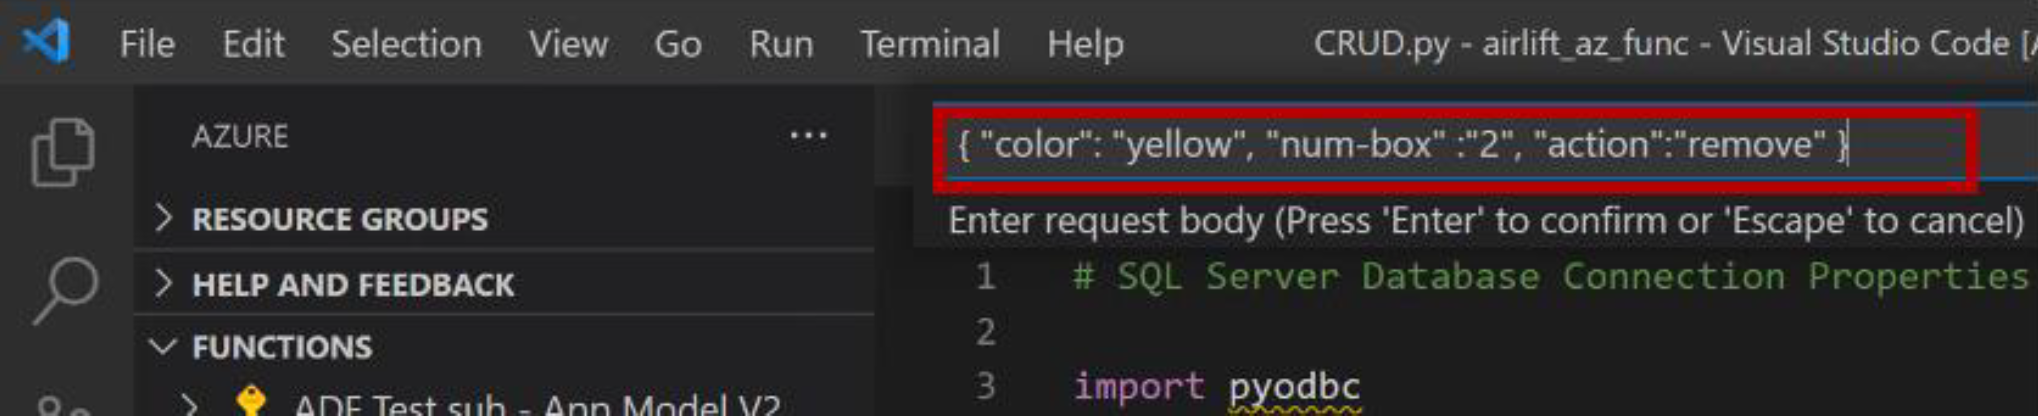 File Edit Selection View Go Run Terminal Help CRUD.py - airlift_az_func - Visual Studio Code [
AZURE ···
{ "color": "yellow", "num-box" :"2", "action":"remove" }
Enter request body (Press 'Enter' to confirm or 'Escape' to cancel)
RESOURCE GROUPS
HELP AND FEEDBACK
FUNCTIONS
ADF Test sub - App Model V2
1 # SQL Server Database Connection Properties
2
3 import pyodbc